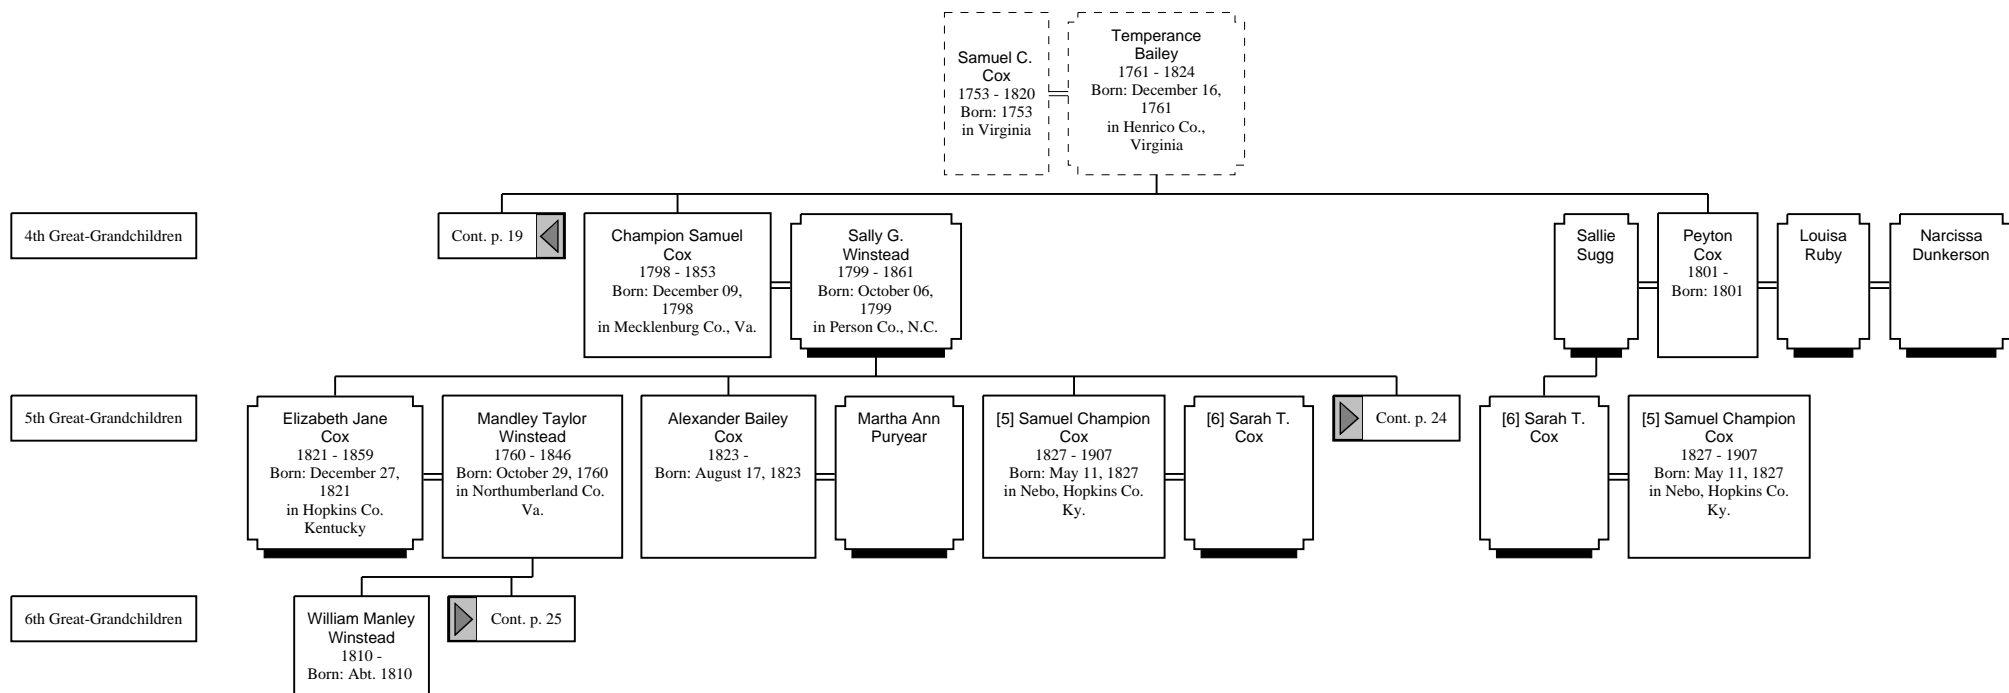 Samuel C.
Cox
1753 - 1820
Born: 1753
in Virginia
Temperance
Bailey
1761 - 1824
Born: December 16,
1761
in Henrico Co.,
Virginia
4th Great-Grandchildren
Cont. p. 19
Champion Samuel
Cox
1798 - 1853
Born: December 09,
1798
in Mecklenburg Co., Va.
Sally G.
Winstead
1799 - 1861
Born: October 06,
1799
in Person Co., N.C.
Sallie
Sugg
Peyton
Cox
1801 -
Born: 1801
Louisa
Ruby
Narcissa
Dunkerson
5th Great-Grandchildren
Elizabeth Jane
Cox
1821 - 1859
Born: December 27,
1821
in Hopkins Co.
Kentucky
Mandley Taylor
Winstead
1760 - 1846
Born: October 29, 1760
in Northumberland Co.
Va.
Alexander Bailey
Cox
1823 -
Born: August 17, 1823
Martha Ann
Puryear
[5] Samuel Champion
Cox
1827 - 1907
Born: May 11, 1827
in Nebo, Hopkins Co.
Ky.
[6] Sarah T.
Cox
Cont. p. 24
[6] Sarah T.
Cox
[5] Samuel Champion
Cox
1827 - 1907
Born: May 11, 1827
in Nebo, Hopkins Co.
Ky.
6th Great-Grandchildren
William Manley
Winstead
1810 -
Born: Abt. 1810
Cont. p. 25